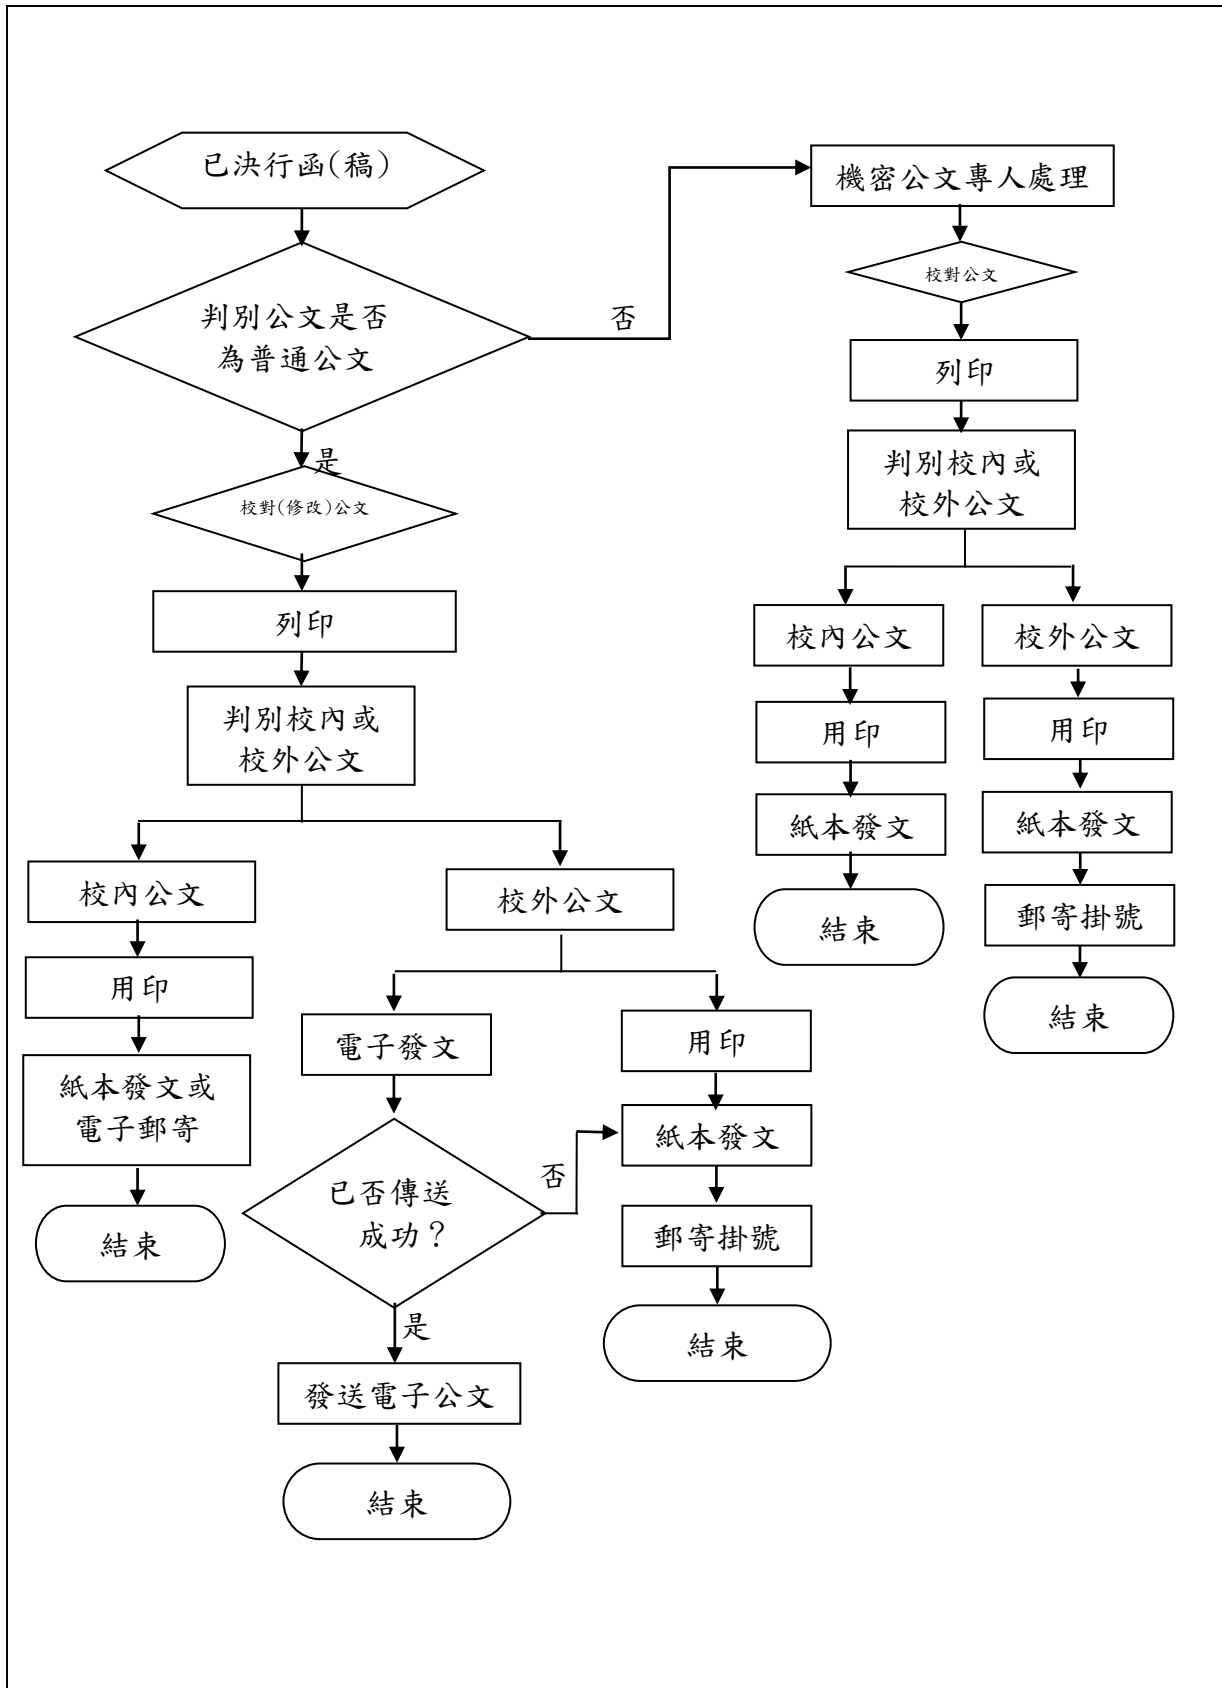 已決行函(稿)
判別公文是否
為普通公文
否
是
校對(修改)公文
列印
判別校內或
校外公文
校內公文
用印
紙本發文或
電子郵寄
結束
校外公文
電子發文
已否傳送
成功？
否
是
發送電子公文
結束
用印
紙本發文
郵寄掛號
結束
機密公文專人處理
校對公文
列印
判別校內或
校外公文
校內公文
用印
紙本發文
結束
校外公文
用印
紙本發文
郵寄掛號
結束